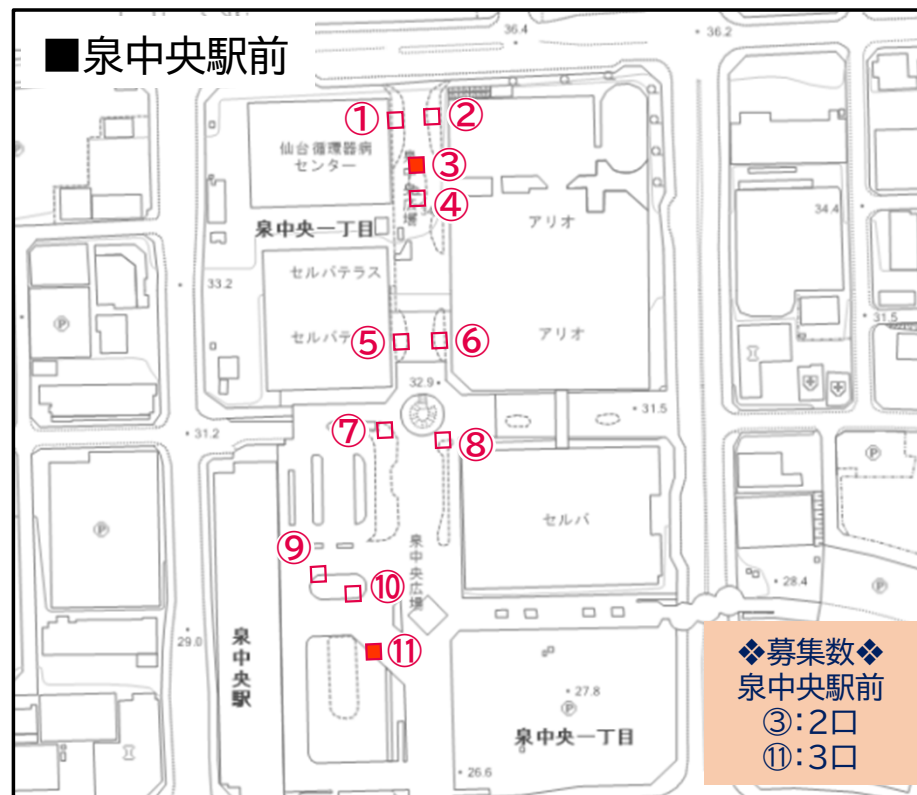 ■泉中央駅前
36.4
36.2
①
②
仙台循環器病
センター
③
④
泉中央一丁目
アリオ
34.4
セルバテラス
33.2
Ⓟ
セルバテ
⑤
⑥
アリオ
31.5
32.9
31.2
⑦
⑧
31.5
Ⓟ
Ⓟ
セルバ
泉中央広場
⑨
⑩
28.4
Ⓟ
29.0
泉中央駅
⑪
27.8
Ⓟ
泉中央一丁目
26.6
❖募集数❖
泉中央駅前
③：2口
⑪：3口